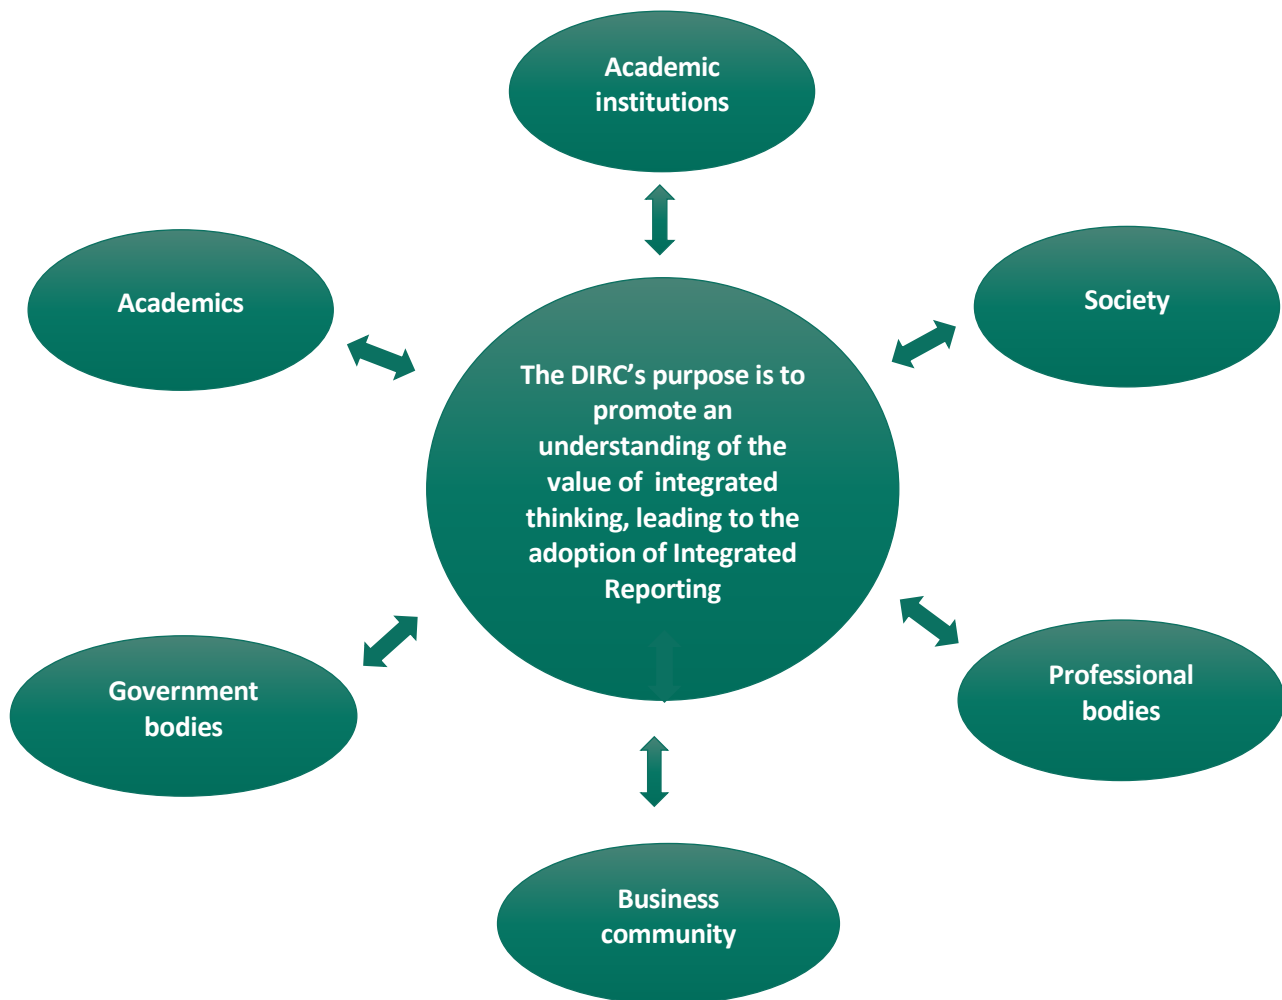 Academic
institutions
Academics
Society
The DIRC’s purpose is to
promote an
understanding of the
value of  integrated
thinking, leading to the
adoption of Integrated
Reporting
Government
bodies
Professional
bodies
Business
community